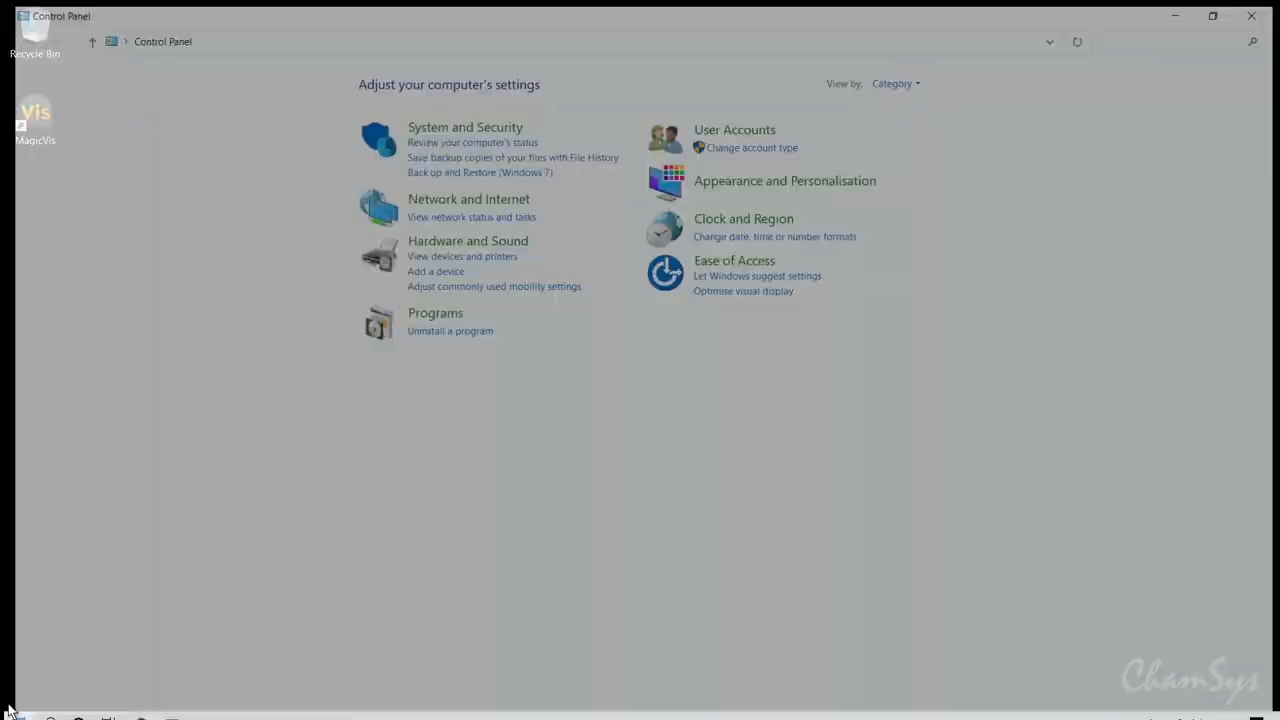 Control Panel
Recycle Bin
Control Panel
Adjust your computer's settings
View by: Category
Vis
MagicVis
System and Security
Review your computer's status
Save backup copies of your files with File History
Back up and Restore (Windows 7)
Network and Internet
View network status and tasks
Hardware and Sound
View devices and printers
Add a device
Adjust commonly used mobility settings
Programs
Uninstall a program
User Accounts
Change account type
Appearance and Personalisation
Clock and Region
Change date, time or number formats
Ease of Access
Let Windows suggest settings
Optimise visual display
ChamSys